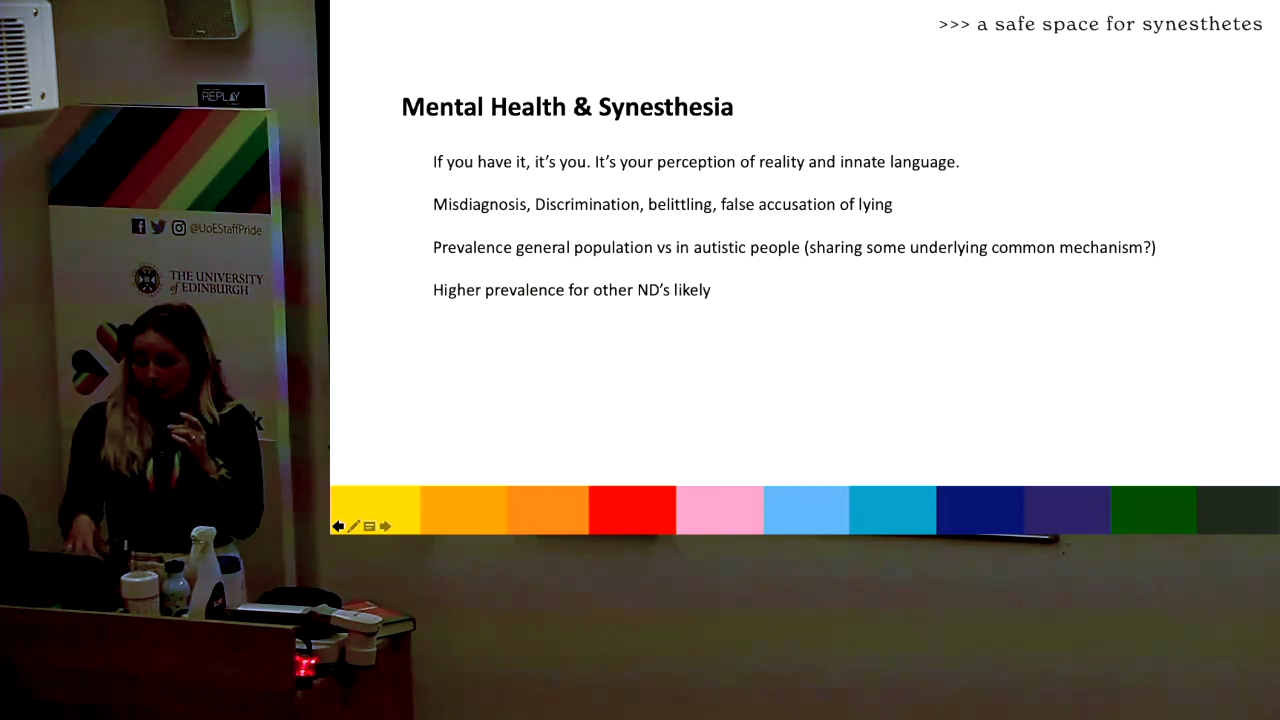 >>> a safe space for synesthetes
REPLAY
Mental Health & Synesthesia
If you have it, it’s you. It’s your perception of reality and innate language.
Misdiagnosis, Discrimination, belittling, false accusation of lying
Prevalence general population vs in autistic people (sharing some underlying common mechanism?)
Higher prevalence for other ND’s likely
@UoEStaffPride
THE UNIVERSITY
of EDINBURGH